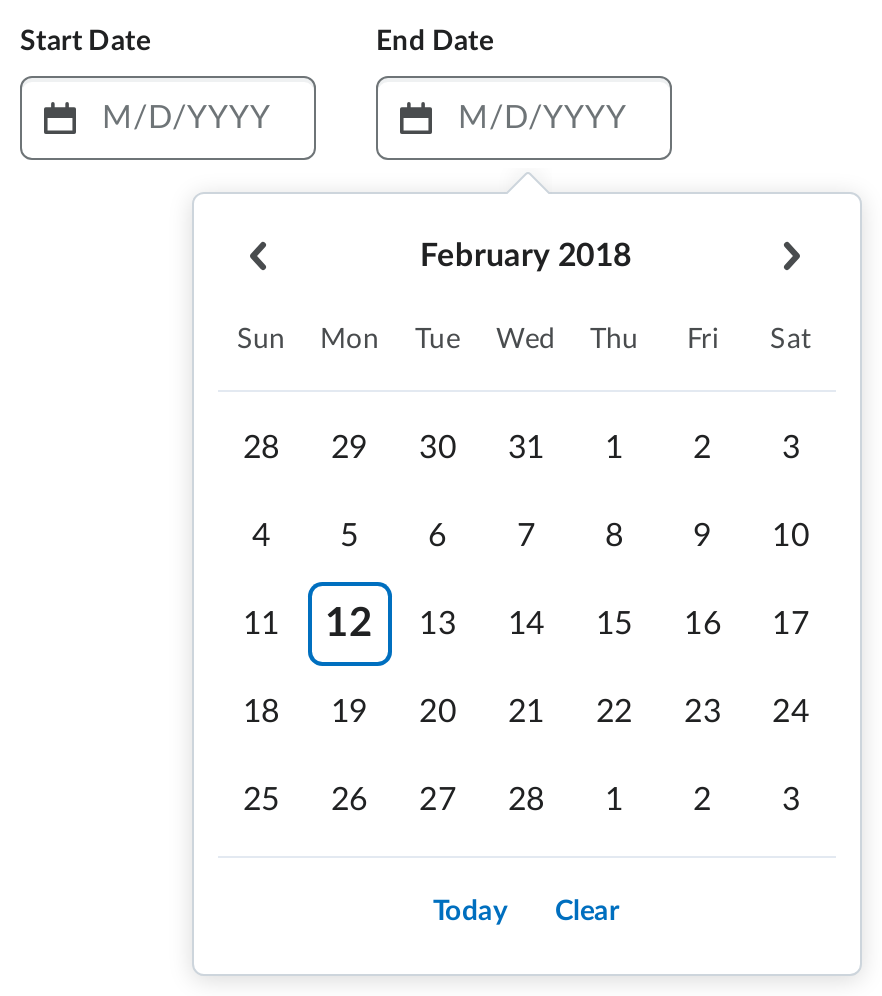 Start Date End Date
M/D/YYYY M/D/YYYY
February 2018
Sun Mon Tue Wed Thu Fri Sat
28 29 30 31 1 2 3
4 5 6 7 8 9 10
11 12 13 14 15 16 17
18 19 20 21 22 23 24
25 26 27 28 1 2 3
Today Clear